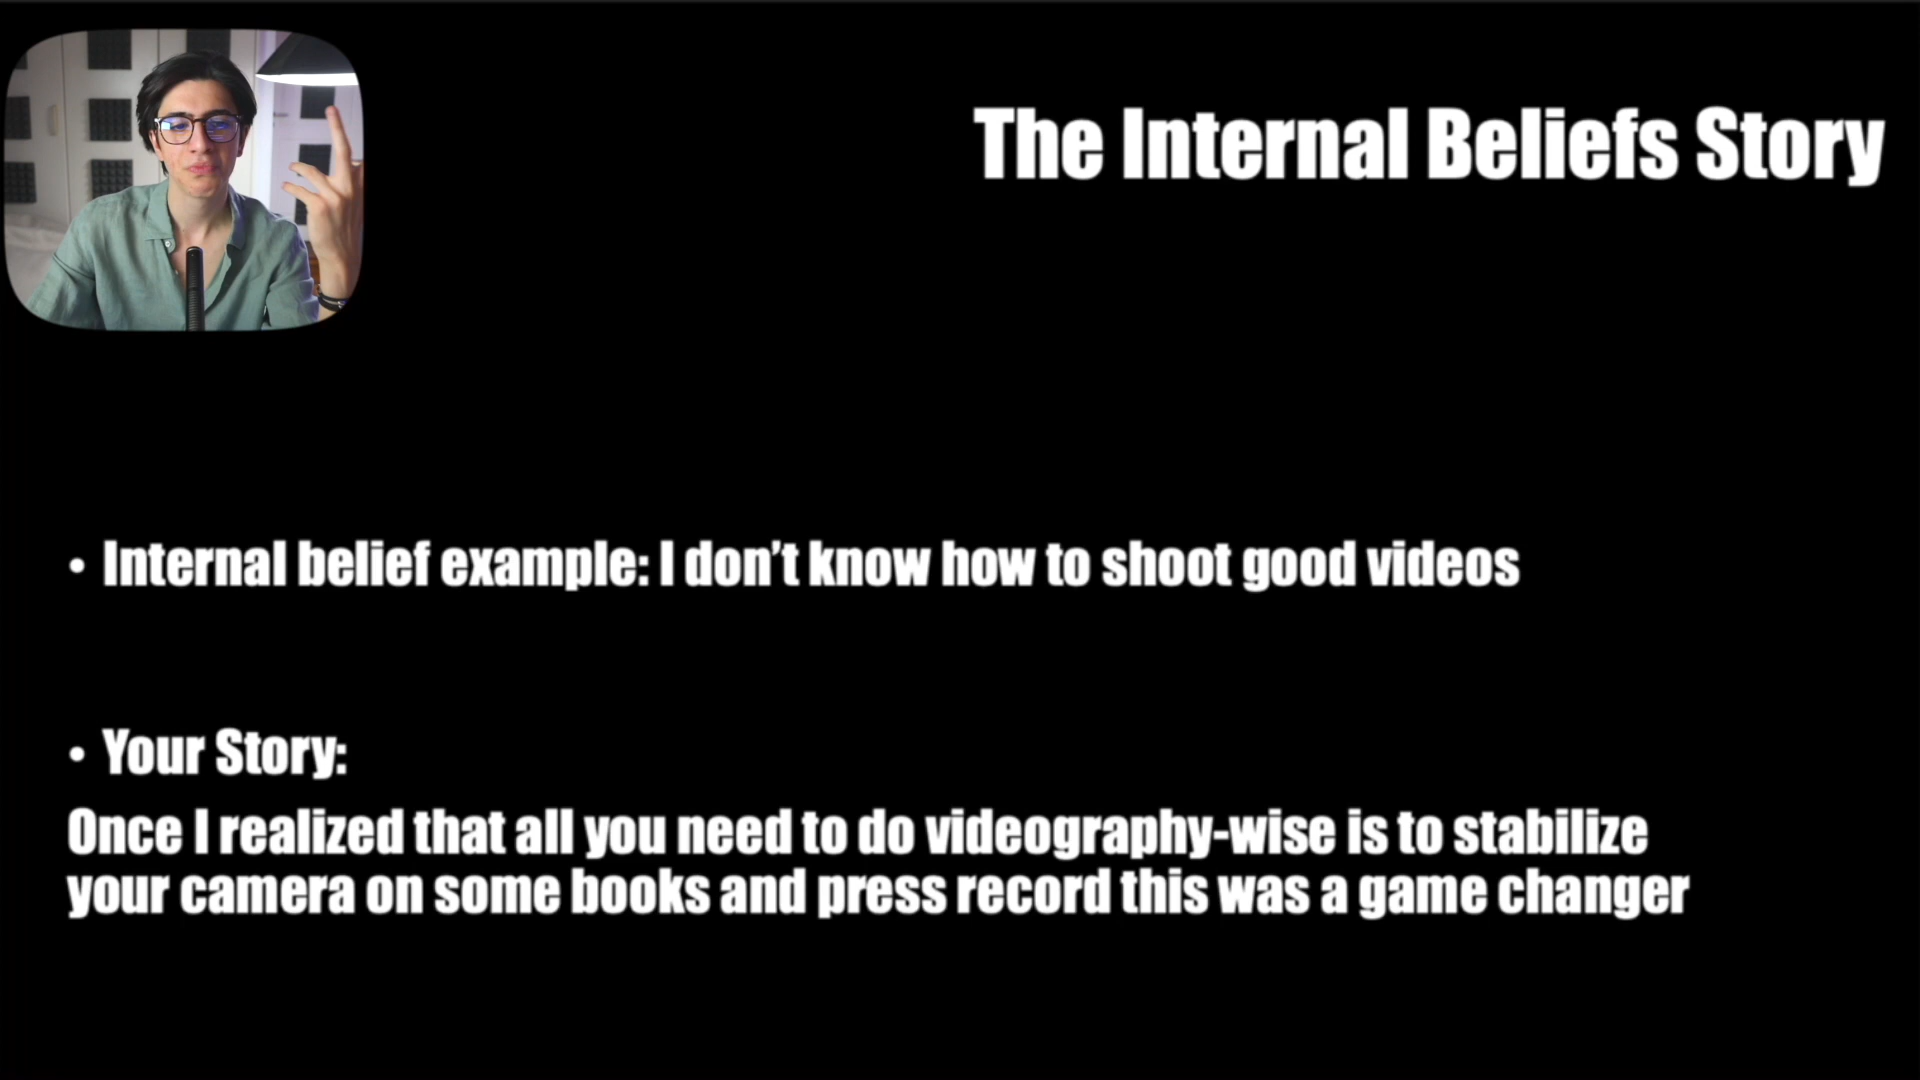 The Internal Beliefs Story
• Internal belief example: I don’t know how to shoot good videos
• Your Story:
Once I realized that all you need to do videography-wise is to stabilize
your camera on some books and press record this was a game changer